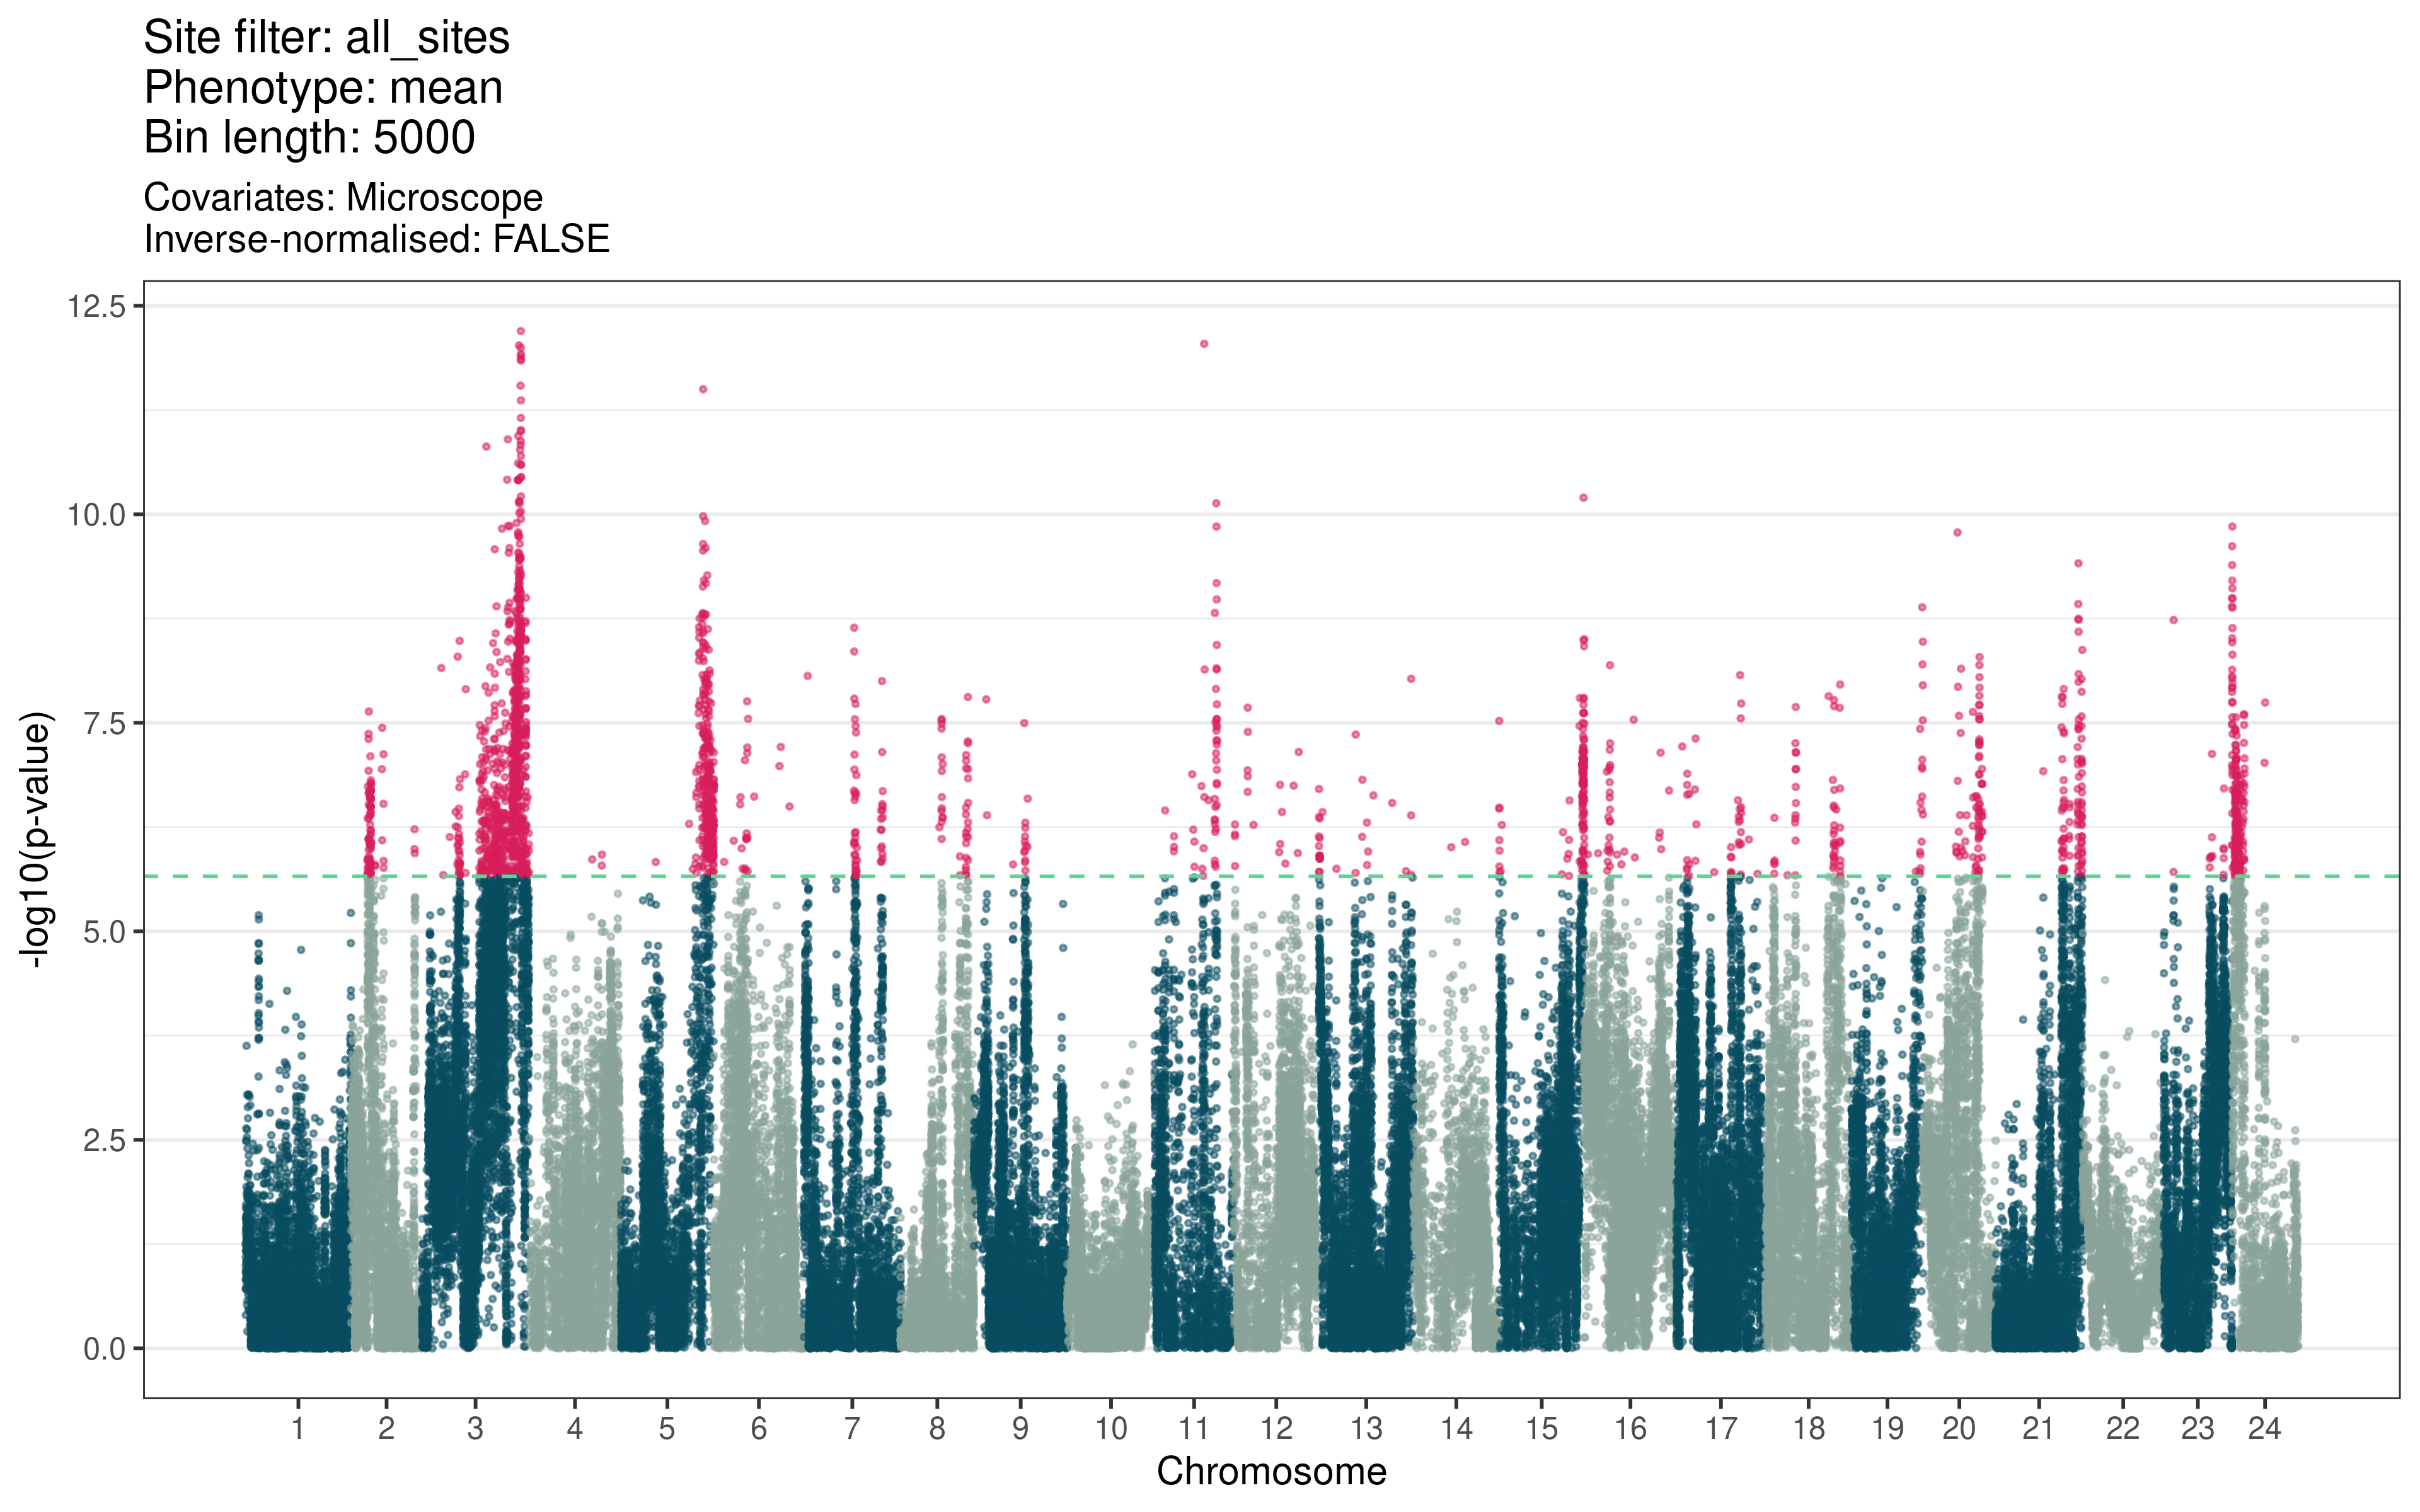 Site filter: all_sites
Phenotype: mean
Bin length: 5000
Covariates: Microscope
Inverse-normalised: FALSE
-log10(p-value)
12.5
10.0
7.5
5.0
2.5
0.0
1 2 3 4 5 6 7 8 9 10 11 12 13 14 15 16 17 18 19 20 21 22 23 24
Chromosome